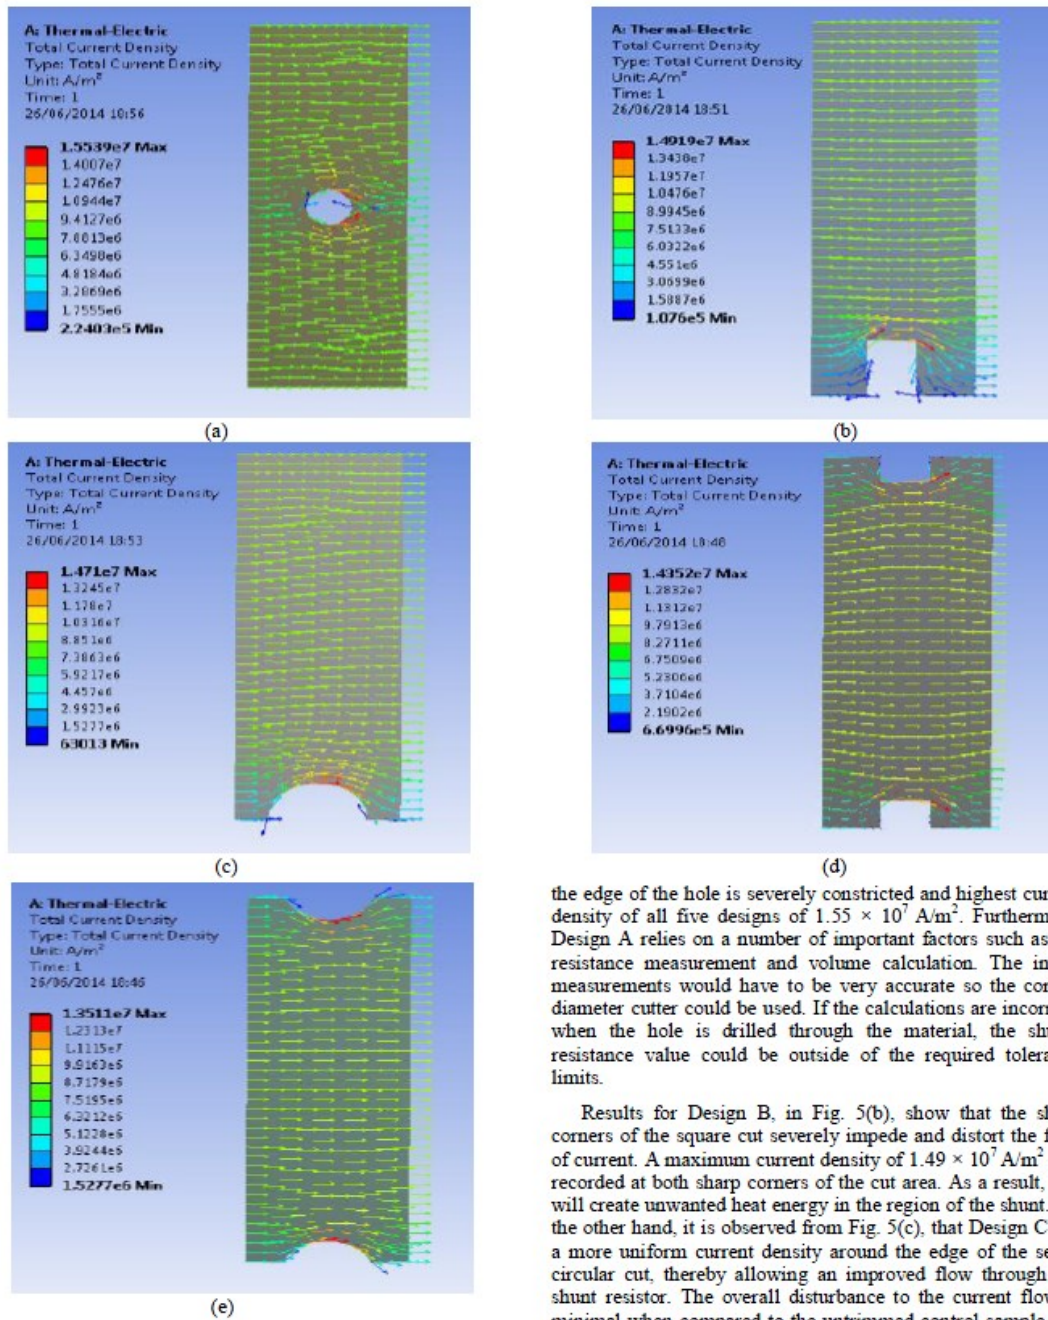 A: Thermal-Electric
Total Current Density
Type: Total Current Density
Unit: A/m²
Time: 1
26/06/2014 18:56
1.5539e7 Max
1.4007e7
1.2476e7
1.0944e7
9.4127e6
7.8813e6
6.3498e6
4.8184e6
3.2869e6
1.7555e6
2.2403e5 Min
(a)
A: Thermal-Electric
Total Current Density
Type: Total Current Density
Unit: A/m²
Time: 1
26/06/2014 18:51
1.4919e7 Max
1.3438e7
1.1957e7
1.0476e7
8.9945e6
7.5133e6
6.0322e6
4.551e6
3.0699e6
1.5887e6
1.076e5 Min
(b)
A: Thermal-Electric
Total Current Density
Type: Total Current Density
Unit: A/m²
Time: 1
26/06/2014 18:53
1.471e7 Max
1.3245e7
1.178e7
1.0316e7
8.851e6
7.3863e6
5.9217e6
4.457e6
2.9923e6
1.5277e6
63013 Min
(c)
A: Thermal-Electric
Total Current Density
Type: Total Current Density
Unit: A/m²
Time: 1
26/06/2014 18:48
1.4352e7 Max
1.2832e7
1.1312e7
9.7913e6
8.2711e6
6.7509e6
5.2306e6
3.7104e6
2.1902e6
6.6996e5 Min
(d)
A: Thermal-Electric
Total Current Density
Type: Total Current Density
Unit: A/m²
Time: 1
26/06/2014 18:46
1.3511e7 Max
1.2313e7
1.1115e7
9.9163e6
8.7179e6
7.5195e6
6.3212e6
5.1228e6
3.9244e6
2.7261e6
1.5277e6 Min
(e)
the edge of the hole is severely constricted and highest cur
density of all five designs of 1.55 × 10⁷ A/m². Furtherm
Design A relies on a number of important factors such as
resistance measurement and volume calculation. The in
measurements would have to be very accurate so the cor
diameter cutter could be used. If the calculations are incorr
when the hole is drilled through the material, the shu
resistance value could be outside of the required tolera
limits.
Results for Design B, in Fig. 5(b), show that the sh
corners of the square cut severely impede and distort the f
of current. A maximum current density of 1.49 × 10⁷ A/m²
recorded at both sharp corners of the cut area. As a result,
will create unwanted heat energy in the region of the shunt.
the other hand, it is observed from Fig. 5(c), that Design C
a more uniform current density around the edge of the se
circular cut, thereby allowing an improved flow through
shunt resistor. The overall disturbance to the current flow
minimal when compared to the untrimmed control sample